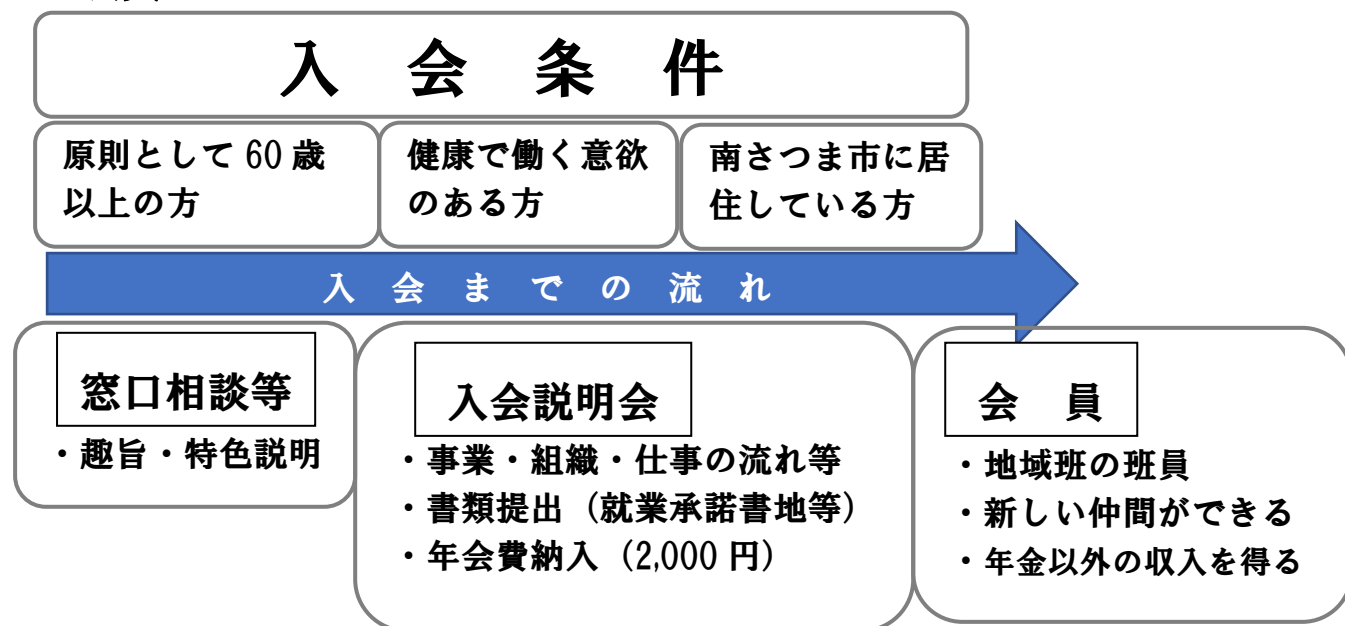 入 会 条 件
原則として 60 歳
以上の方
健康で働く意欲
のある方
南さつま市に居
住している方
入 会 ま で の 流 れ
窓口相談等
・趣旨・特色説明
入会説明会
・事業・組織・仕事の流れ等
・書類提出（就業承諾書地等）
・年会費納入（2,000 円）
会 員
・地域班の班員
・新しい仲間ができる
・年金以外の収入を得る